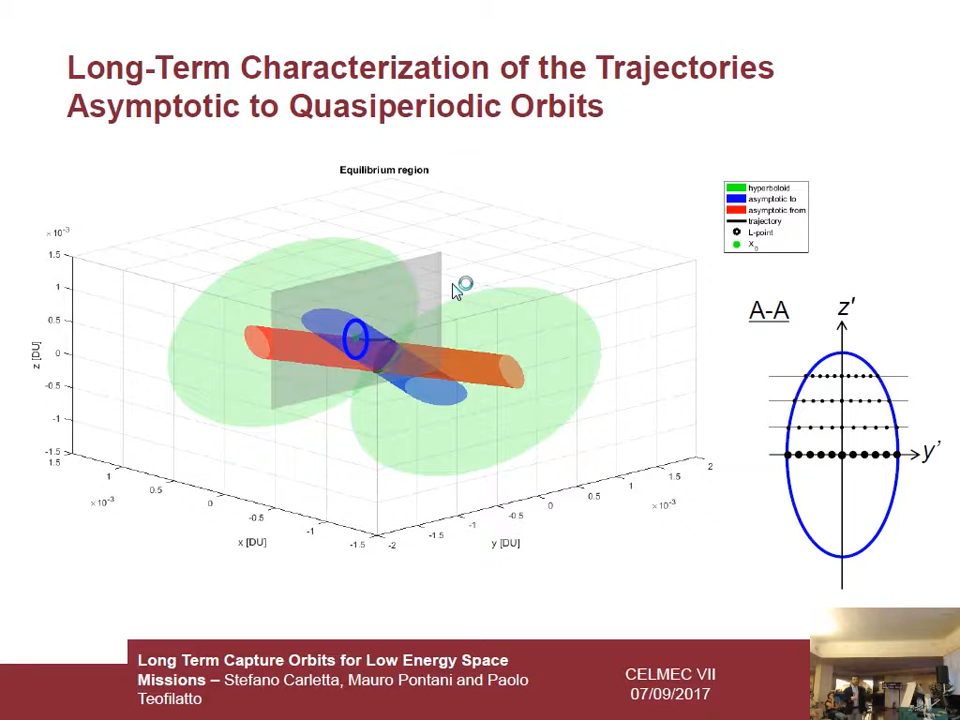 Long-Term Characterization of the Trajectories
Asymptotic to Quasiperiodic Orbits
Equilibrium region
hyperboloid
asymptotic to
asymptotic from
trajectory
L-point
X0
×10-3
1.5
1
0.5
0
-0.5
-1
-1.5
z [DU]
1.5
1
0.5
0
-0.5
-1
-1.5
×10-3
x [DU]
-2
-1.5
-1
-0.5
0
0.5
1
1.5
2
×10-3
y [DU]
A-A
z'
y'
Long Term Capture Orbits for Low Energy Space
Missions – Stefano Carletta, Mauro Pontani and Paolo
Teofilatto
CELMEC VII
07/09/2017